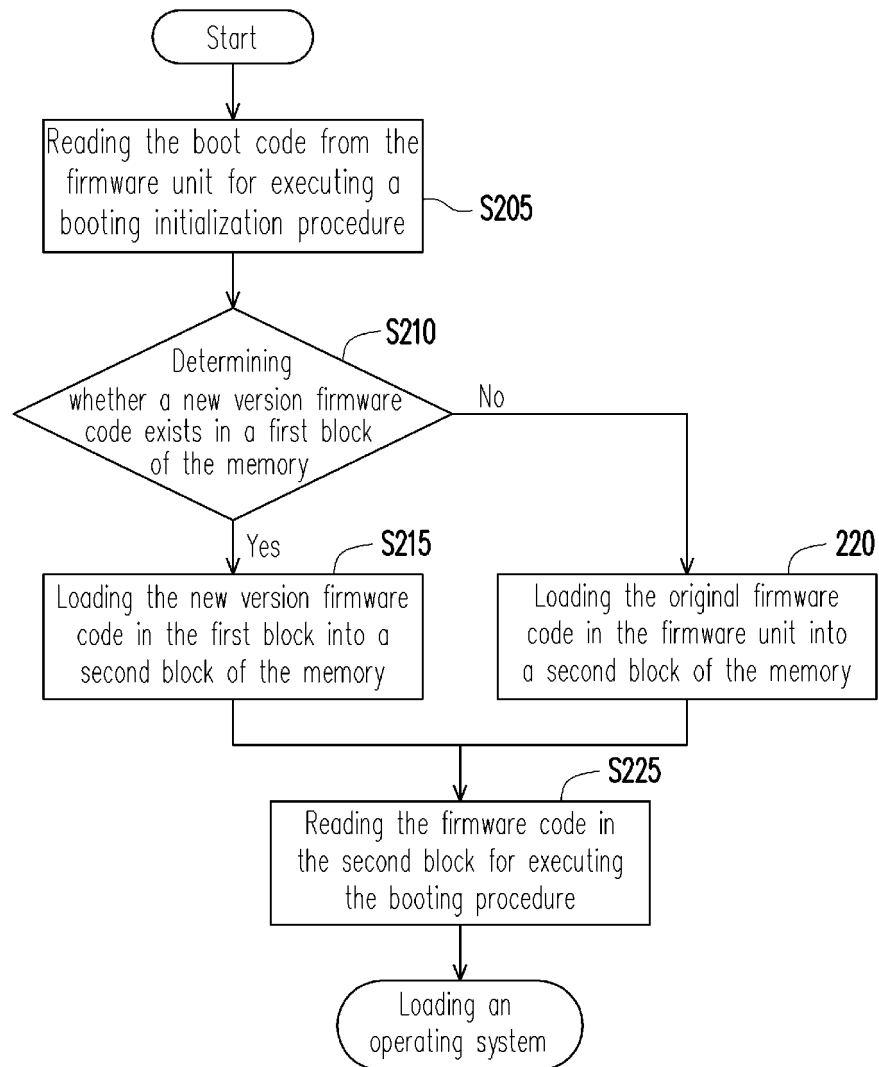 Start
Reading the boot code from the
firmware unit for executing a
booting initialization procedure
S205
S210
Determining
whether a new version firmware
code exists in a first block
of the memory
No
Yes
S215
220
Loading the new version firmware
code in the first block into a
second block of the memory
Loading the original firmware
code in the firmware unit into
a second block of the memory
S225
Reading the firmware code in
the second block for executing
the booting procedure
Loading an
operating system